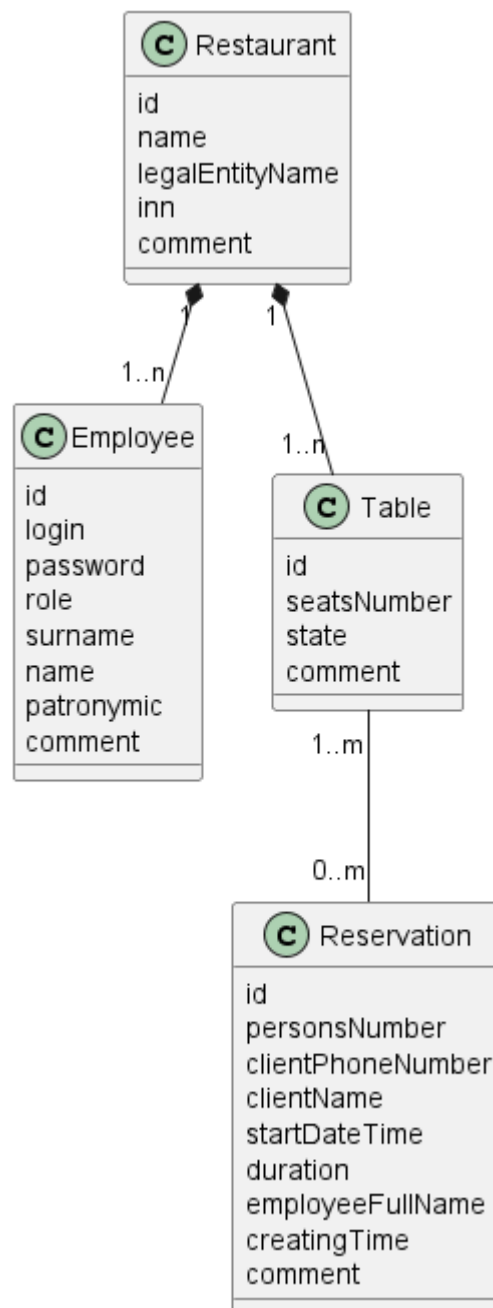 C Restaurant
id
name
legalEntityName
inn
comment
1
1
1..n
1..n
C Employee
id
login
password
role
surname
name
patronymic
comment
C Table
id
seatsNumber
state
comment
1..m
0..m
C Reservation
id
personsNumber
clientPhoneNumber
clientName
startDateTime
duration
employeeFullName
creatingTime
comment